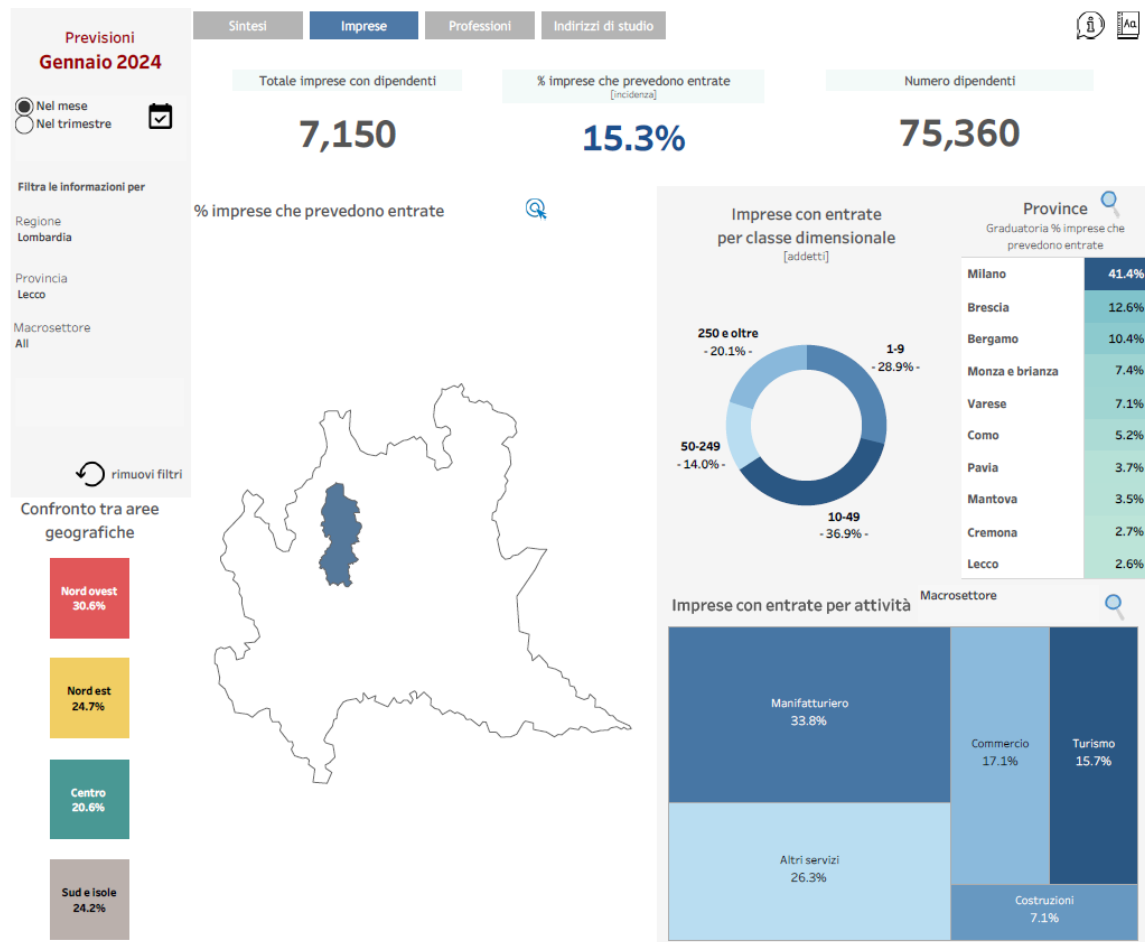 Previsioni
Gennaio 2024
Nel mese
Nel trimestre
Filtra le informazioni per
Regione
Lombardia
Provincia
Lecco
Macrosettore
All
rimuovi filtri
Confronto tra aree
geografiche
Nord ovest
30.6%
Nord est
24.7%
Centro
20.6%
Sud e isole
24.2%
Sintesi
Imprese
Professioni
Indirizzi di studio
Aa
Totale imprese con dipendenti
7,150
% imprese che prevedono entrate
[incidenza]
15.3%
Numero dipendenti
75,360
% imprese che prevedono entrate
Imprese con entrate
per classe dimensionale
[addetti]
250 e oltre
- 20.1% -
1-9
- 28.9% -
50-249
- 14.0% -
10-49
- 36.9% -
Province
Graduatoria % imprese che
prevedono entrate
Milano 41.4%
Brescia 12.6%
Bergamo 10.4%
Monza e brianza 7.4%
Varese 7.1%
Como 5.2%
Pavia 3.7%
Mantova 3.5%
Cremona 2.7%
Lecco 2.6%
Imprese con entrate per attività
Macrosettore
Manifatturiero
33.8%
Commercio
17.1%
Turismo
15.7%
Altri servizi
26.3%
Costruzioni
7.1%